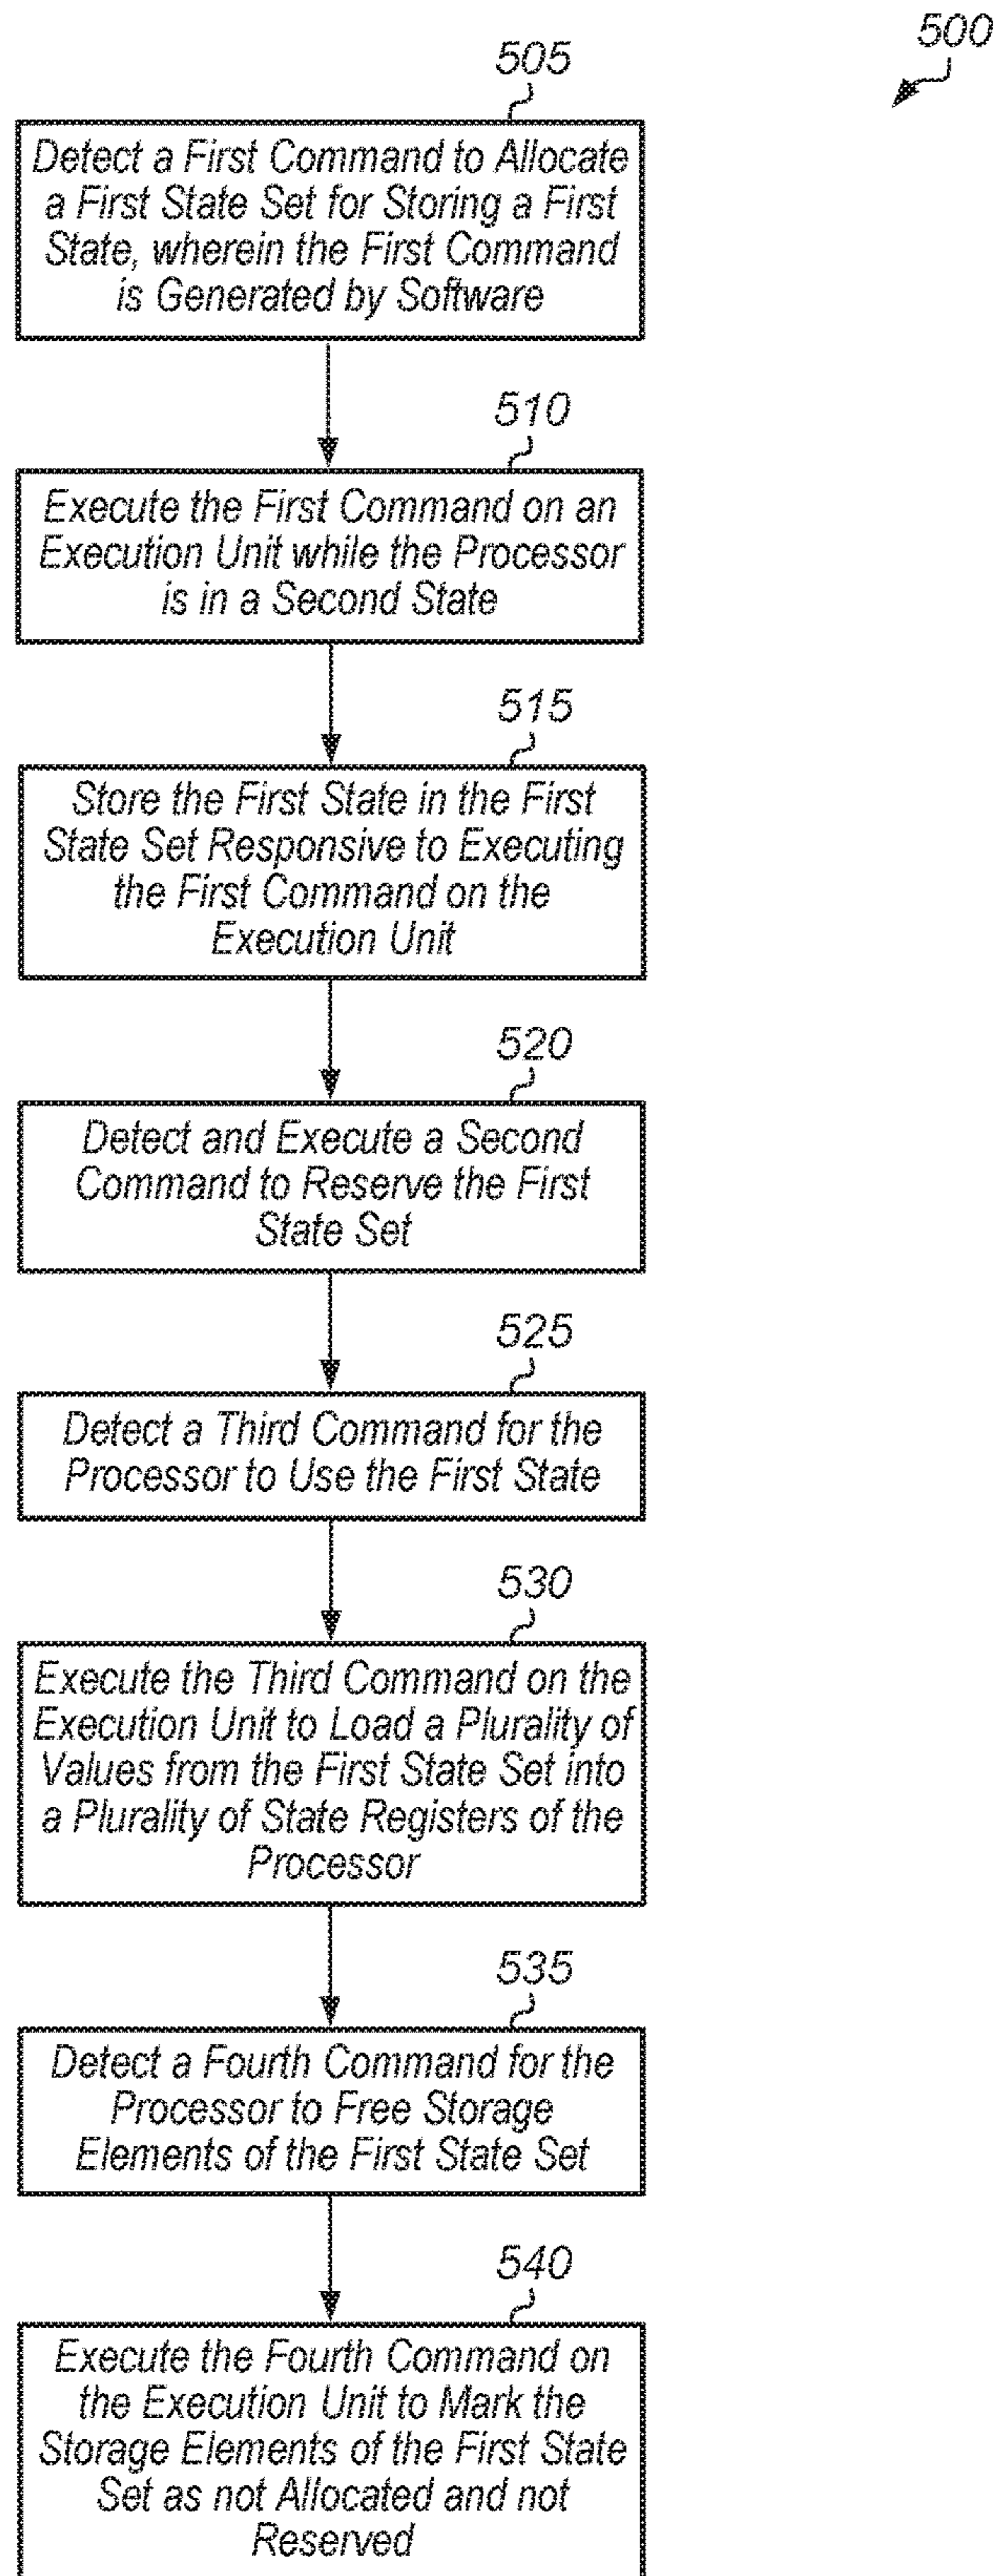 500
505
Detect a First Command to Allocate
a First State Set for Storing a First
State, wherein the First Command
is Generated by Software
510
Execute the First Command on an
Execution Unit while the Processor
is in a Second State
515
Store the First State in the First
State Set Responsive to Executing
the First Command on the
Execution Unit
520
Detect and Execute a Second
Command to Reserve the First
State Set
525
Detect a Third Command for the
Processor to Use the First State
530
Execute the Third Command on the
Execution Unit to Load a Plurality of
Values from the First State Set into
a Plurality of State Registers of the
Processor
535
Detect a Fourth Command for the
Processor to Free Storage
Elements of the First State Set
540
Execute the Fourth Command on
the Execution Unit to Mark the
Storage Elements of the First State
Set as not Allocated and not
Reserved